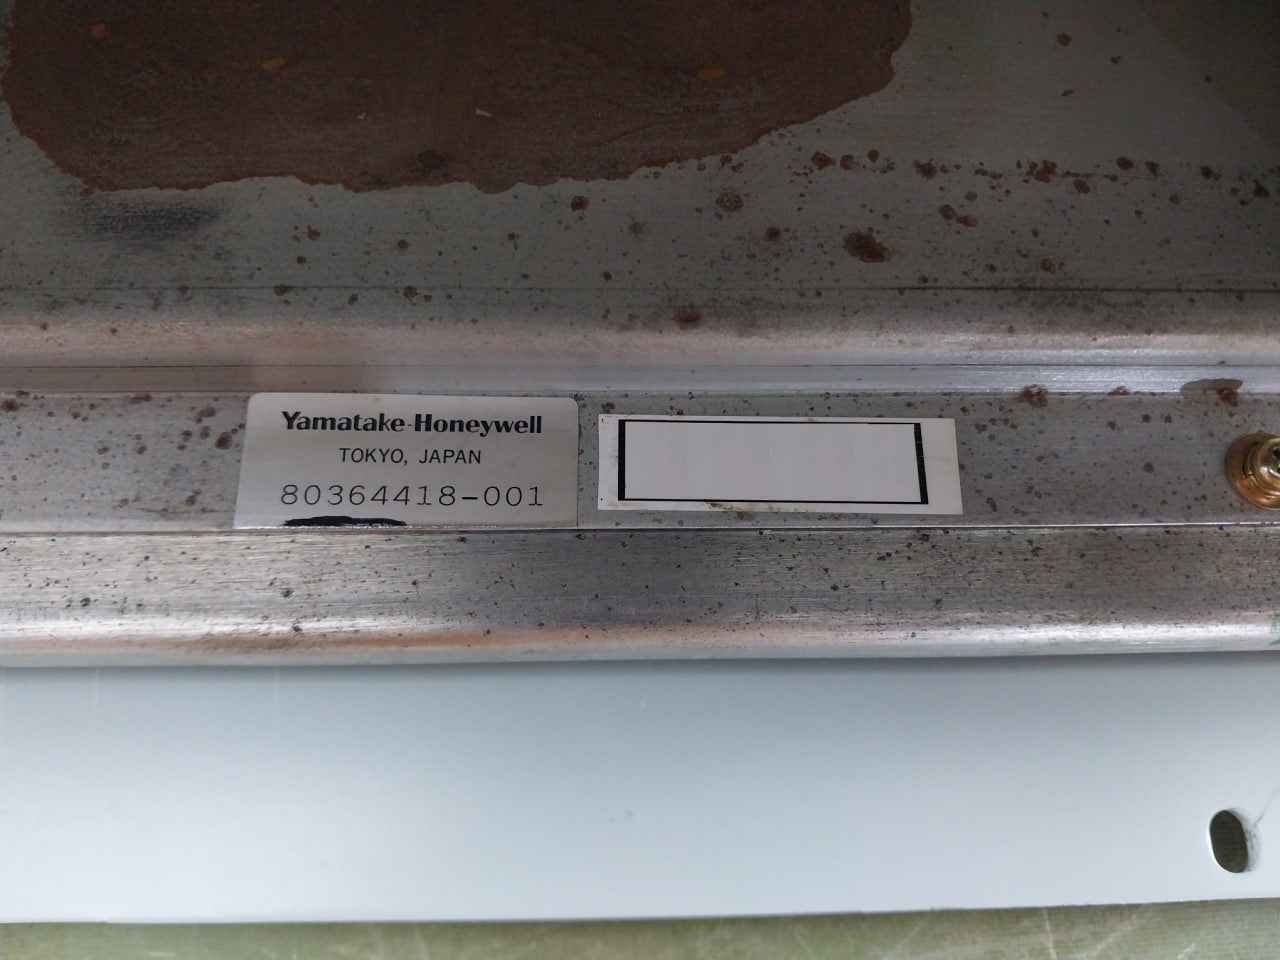 Yamatake-Honeywell
TOKYO, JAPAN
80364418-001